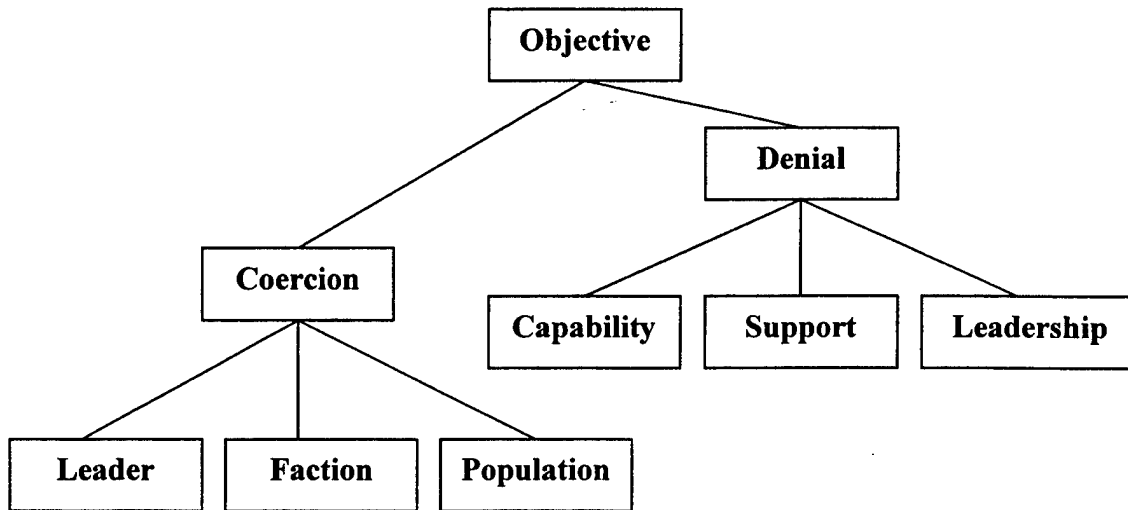 Objective
Denial
Coercion
Capability
Support
Leadership
Leader
Faction
Population